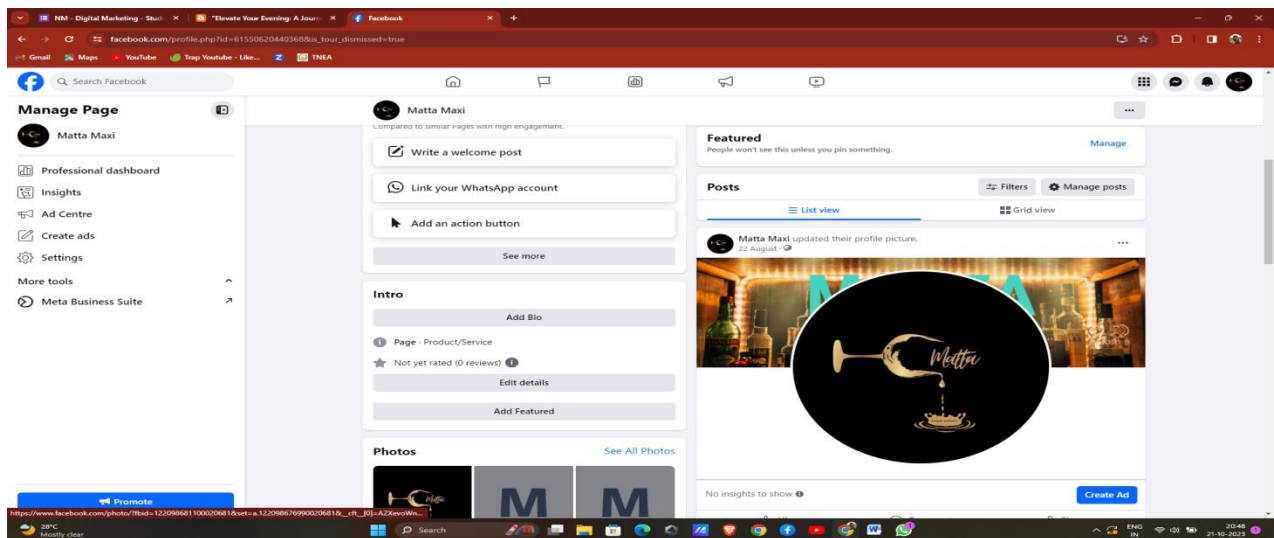 NM - Digital Marketing - Stud
"Elevate Your Evening: A Journ
Facebook
facebook.com/profile.php?id=61550620440368&is_tour_dismissed=true
Gmail
Maps
YouTube
Trap Youtube - Like...
TNEA
Search Facebook
Manage Page
Matta Maxi
Professional dashboard
Insights
Ad Centre
Create ads
Settings
More tools
Meta Business Suite
Promote
Matta Maxi
Compared to similar Pages with high engagement.
Write a welcome post
Link your WhatsApp account
Add an action button
See more
Intro
Add Bio
Page · Product/Service
Not yet rated (0 reviews)
Edit details
Add Featured
Photos
See All Photos
Matta
M
M
Featured
People won't see this unless you pin something.
Manage
Posts
Filters
Manage posts
List view
Grid view
Matta Maxi updated their profile picture.
22 August
Matta
No insights to show
Create Ad
28°C
Mostly clear
Search
ENG
IN
20:48
21-10-2023